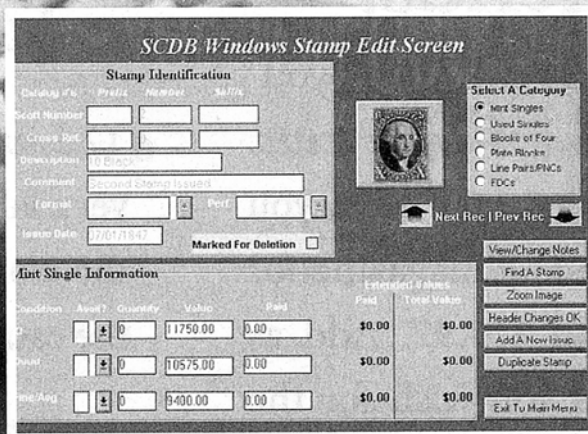 SCDB Windows Stamp Edit Screen
Stamp Identification
Catalog #'s Prefix Number Suffix
Scott Number 2
Cross Ref.
Description 10 Black
Comment Second Stamp Issued
Format Perf.
Issue Date 07/01/1847
Marked For Deletion
Select A Category
Mint Singles
Used Singles
Blocks of Four
Plate Blocks
Line Pairs/PNCs
FDCs
Next Rec | Prev Rec
View/Change Notes
Find A Stamp
Zoom Image
Header Changes OK
Add A New Issue
Duplicate Stamp
Exit To Main Menu
Mint Single Information
Extended Values
Condition Avail? Quantity Value Paid Paid Total Value
0 11750.00 0.00 $0.00 $0.00
0 10575.00 0.00 $0.00 $0.00
Fine/Avg 0 9400.00 0.00 $0.00 $0.00